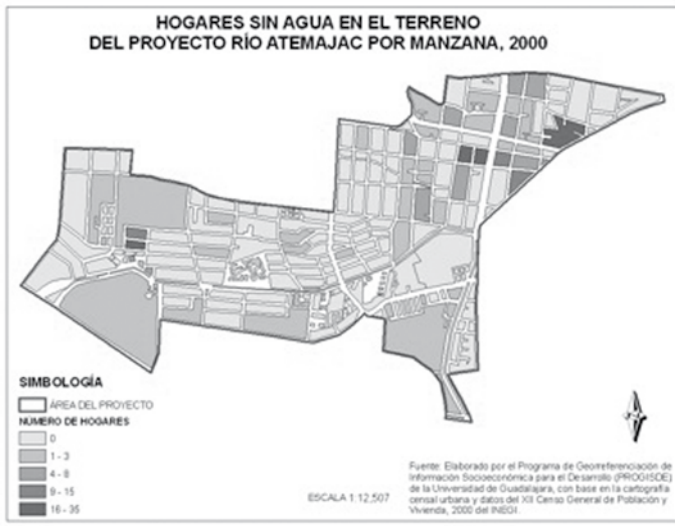 HOGARES SIN AGUA EN EL TERRENO
DEL PROYECTO RÍO ATEMAJAC POR MANZANA, 2000
SIMBOLOGÍA
ÁREA DEL PROYECTO
NÚMERO DE HOGARES
0
1 - 3
4 - 8
9 - 15
16 - 35
ESCALA 1:12,507
Fuente: Elaborado por el Programa de Georreferenciación de
Información Socioeconómica para el Desarrollo (PROGISDE)
de la Universidad de Guadalajara, con base en la cartografía
censal urbana y datos del XII Censo General de Población y
Vivienda, 2000 del INEGI.